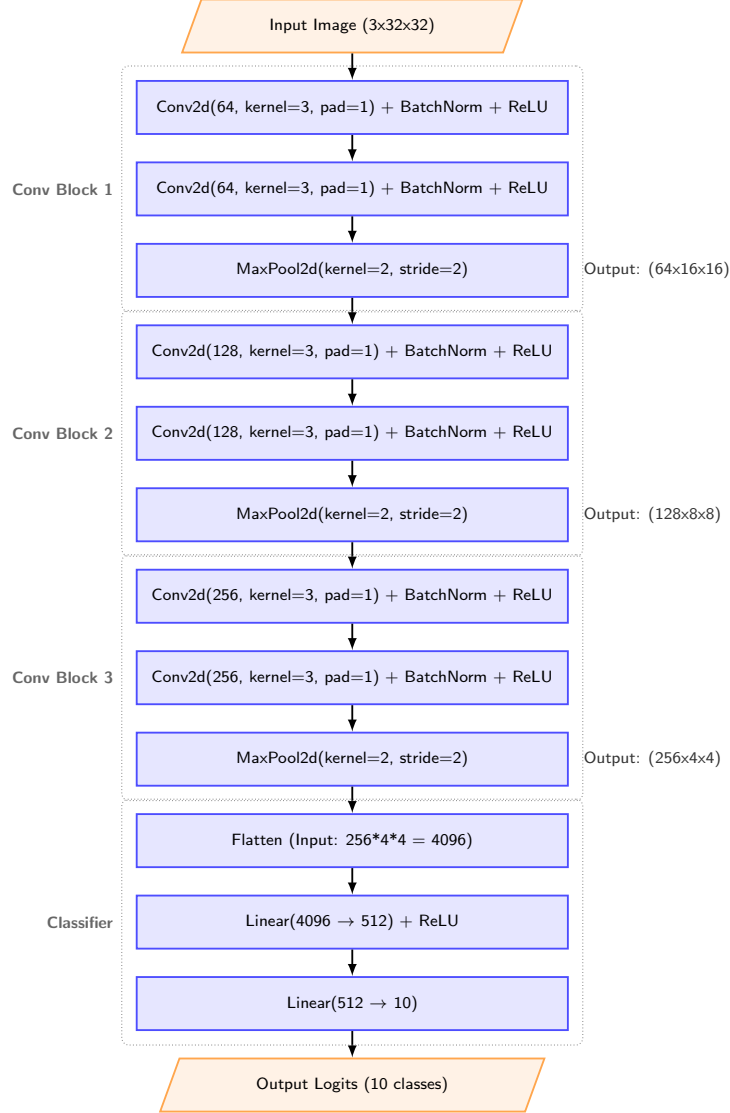 Input Image (3x32x32)
Conv2d(64, kernel=3, pad=1) + BatchNorm + ReLU
Conv Block 1
Conv2d(64, kernel=3, pad=1) + BatchNorm + ReLU
MaxPool2d(kernel=2, stride=2)
Output: (64x16x16)
Conv2d(128, kernel=3, pad=1) + BatchNorm + ReLU
Conv Block 2
Conv2d(128, kernel=3, pad=1) + BatchNorm + ReLU
MaxPool2d(kernel=2, stride=2)
Output: (128x8x8)
Conv2d(256, kernel=3, pad=1) + BatchNorm + ReLU
Conv Block 3
Conv2d(256, kernel=3, pad=1) + BatchNorm + ReLU
MaxPool2d(kernel=2, stride=2)
Output: (256x4x4)
Flatten (Input: 256*4*4 = 4096)
Classifier
Linear(4096 → 512) + ReLU
Linear(512 → 10)
Output Logits (10 classes)